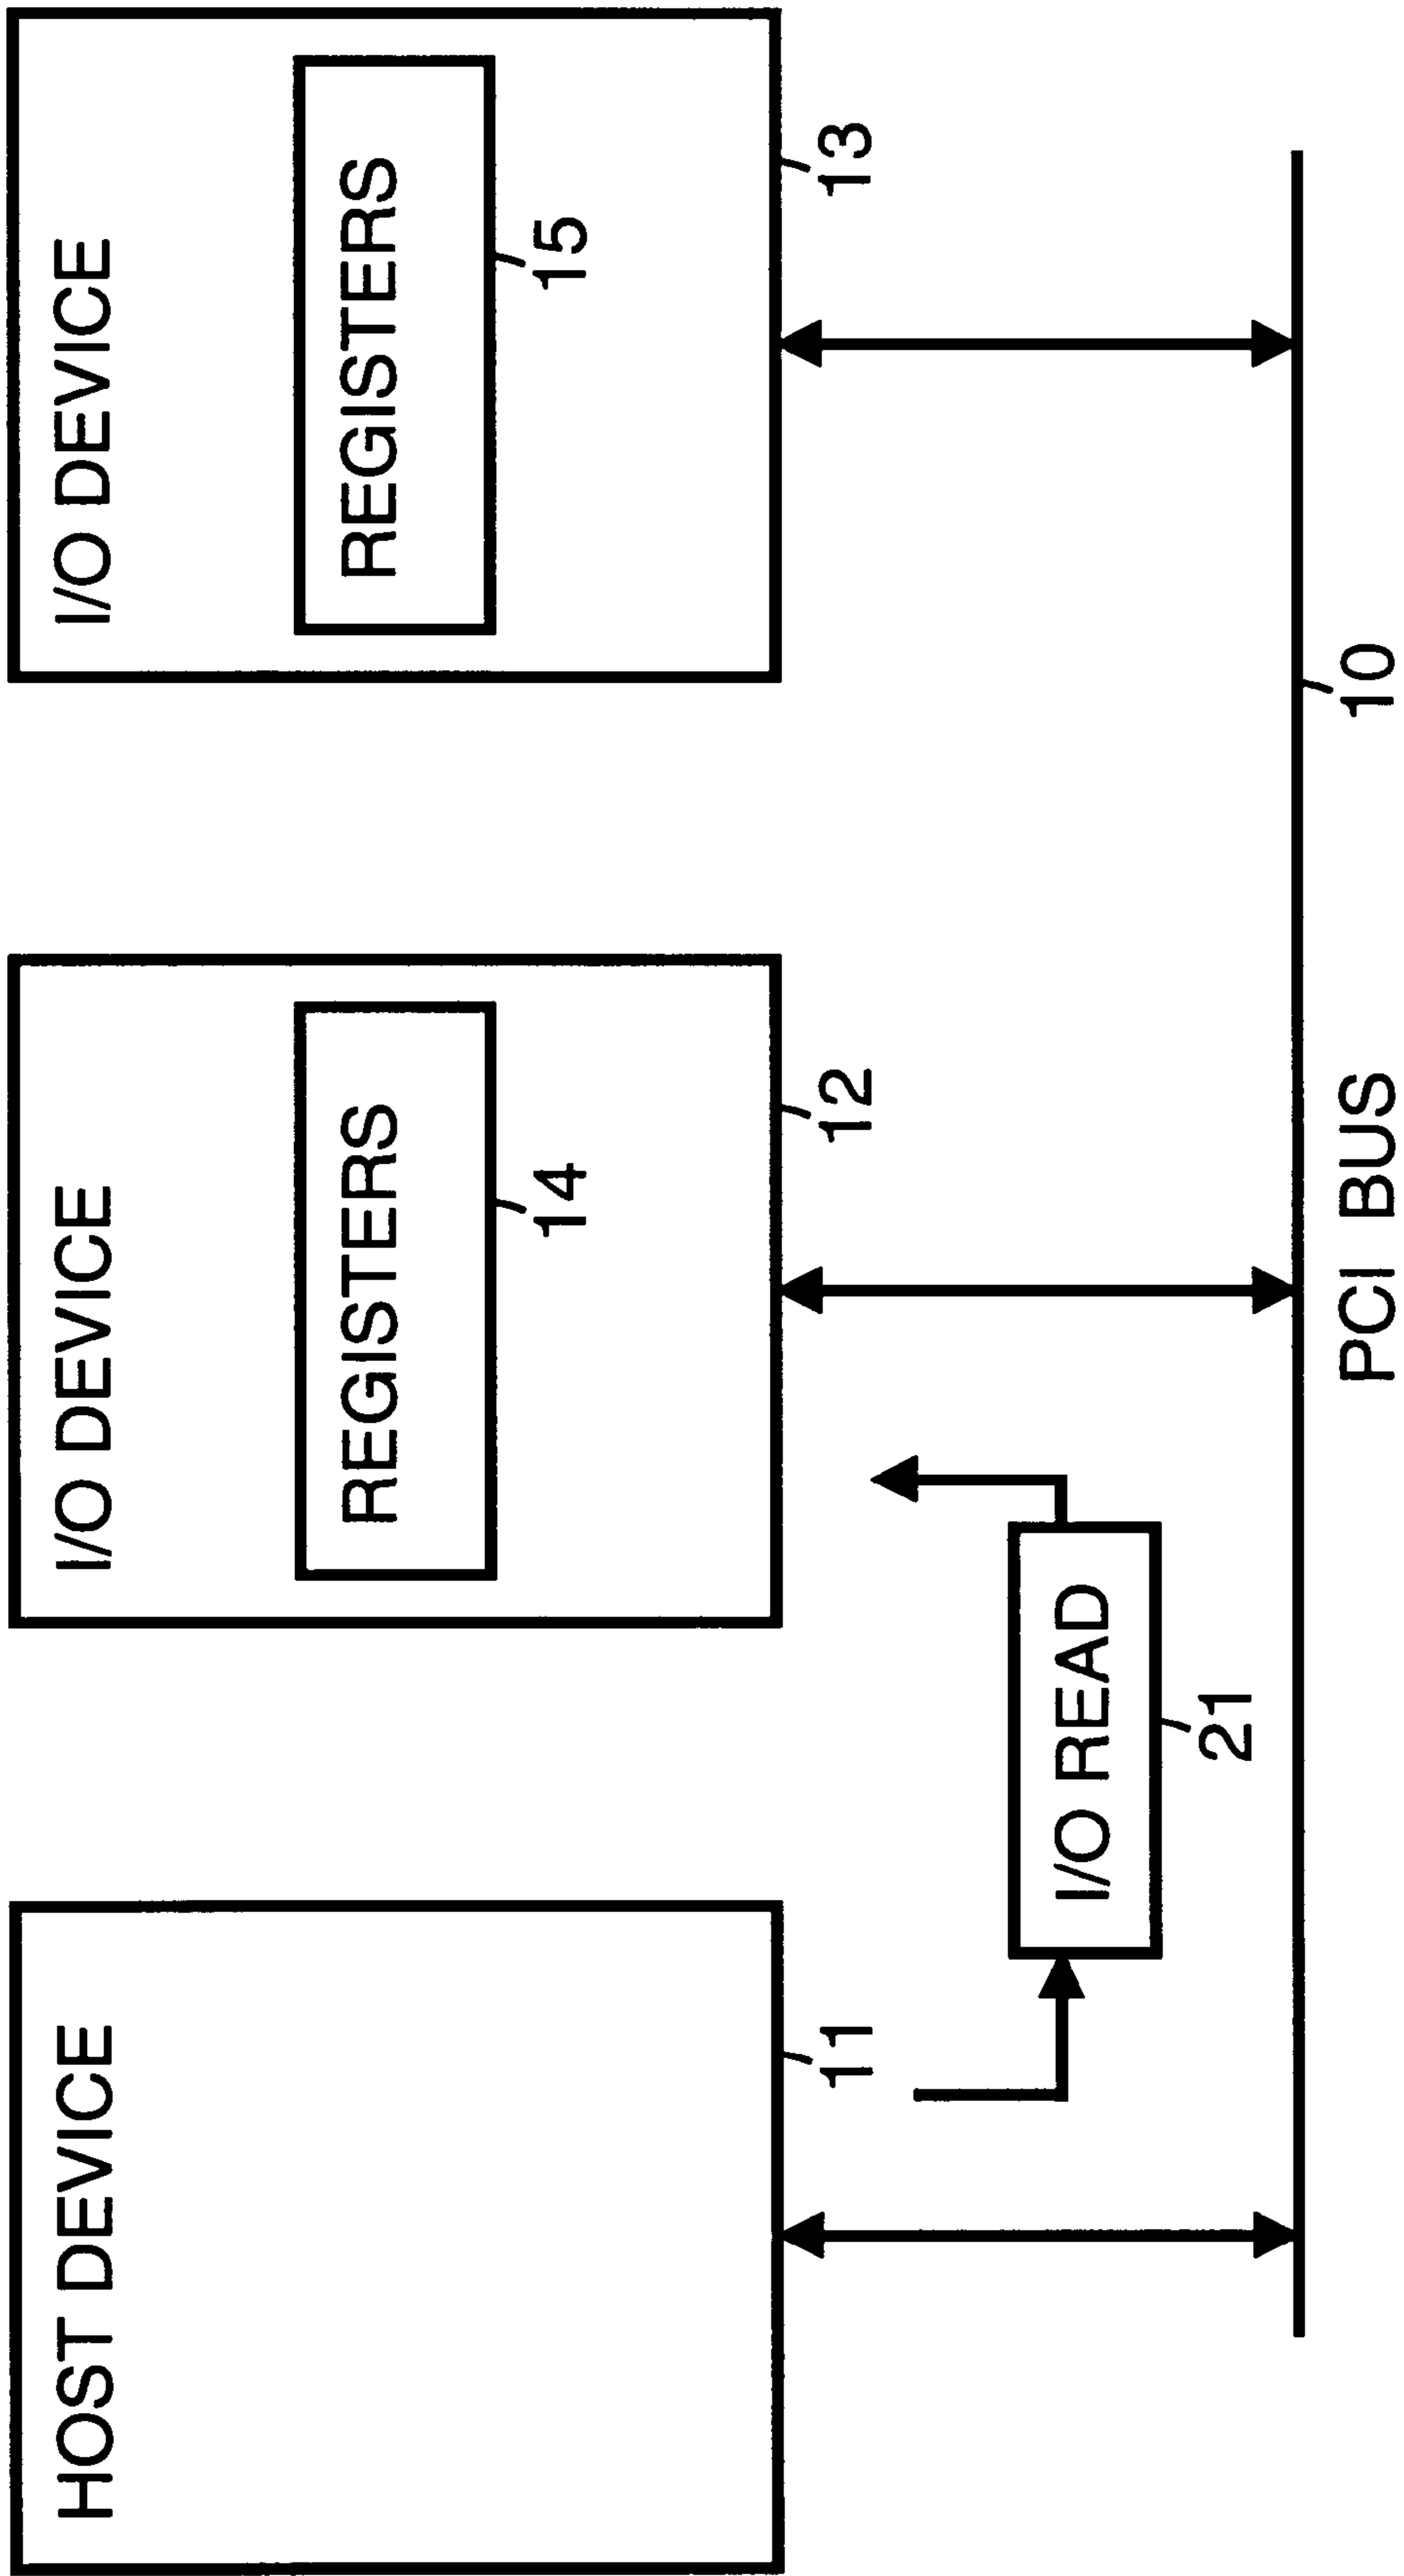 HOST DEVICE
I/O DEVICE
I/O DEVICE
REGISTERS
REGISTERS
14
15
11
12
13
I/O READ
21
PCI BUS
10